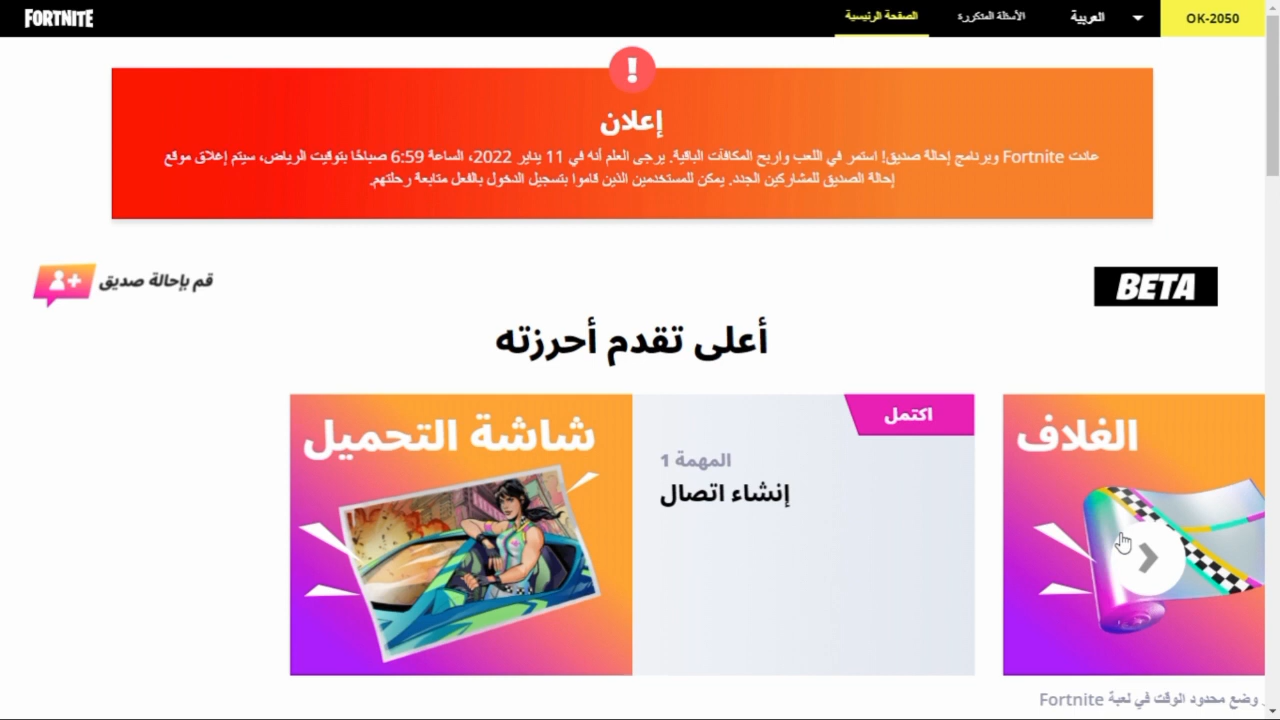 FORTNITE
الصفحة الرئيسية
الأسئلة المتكررة
العربية
OK-2050
!
إعلان
عادت Fortnite وبرنامج إحالة صديق! استمر في اللعب واربح المكافآت الباقية. يرجى العلم أنه في 11 يناير 2022، الساعة 6:59 صباحًا بتوقيت الرياض، سيتم إغلاق موقع
إحالة الصديق للمشاركين الجدد. يمكن للمستخدمين الذين قاموا بتسجيل الدخول بالفعل متابعة رحلتهم.
قم بإحالة صديق
BETA
أعلى تقدم أحرزته
شاشة التحميل
اكتمل
المهمة 1
إنشاء اتصال
الغلاف
وضع محدود الوقت في لعبة Fortnite